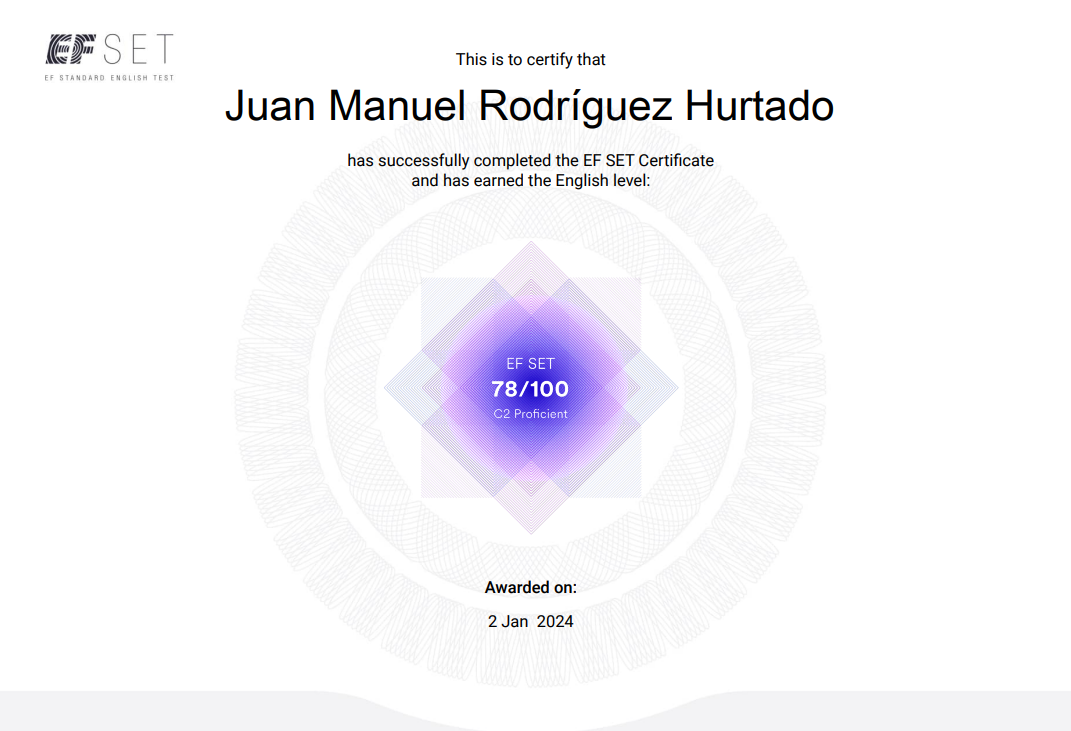 EF SET
EF STANDARD ENGLISH TEST
This is to certify that
Juan Manuel Rodríguez Hurtado
has successfully completed the EF SET Certificate
and has earned the English level:
EF SET
78/100
C2 Proficient
Awarded on:
2 Jan 2024